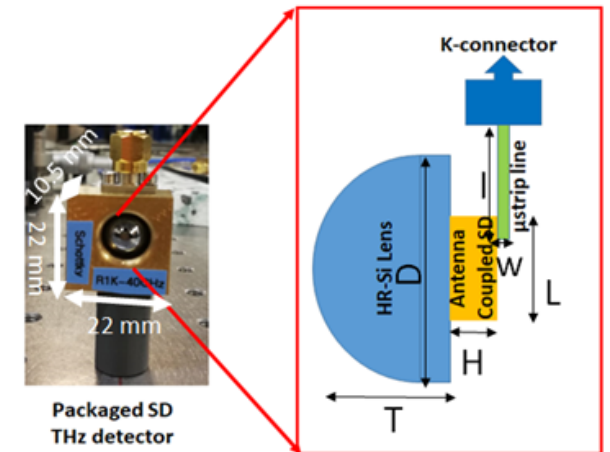 10.5 mm
22 mm
Schottky
R1K-40GHz
22 mm
Packaged SD
THz detector
K-connector
l
μstrip line
HR-Si Lens
D
Antenna
Coupled SD
W
L
H
T